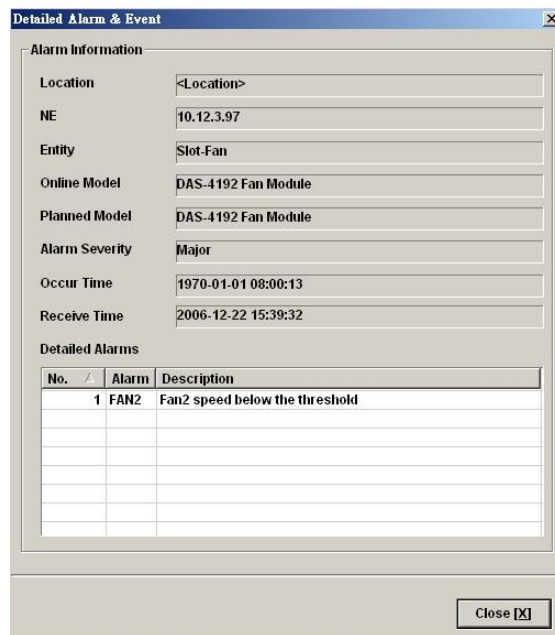 Detailed Alarm & Event
Alarm Information
Location <Location>
NE 10.12.3.97
Entity Slot-Fan
Online Model DAS-4192 Fan Module
Planned Model DAS-4192 Fan Module
Alarm Severity Major
Occur Time 1970-01-01 08:00:13
Receive Time 2006-12-22 15:39:32
Detailed Alarms
No. Alarm Description
1 FAN2 Fan2 speed below the threshold
Close [X]